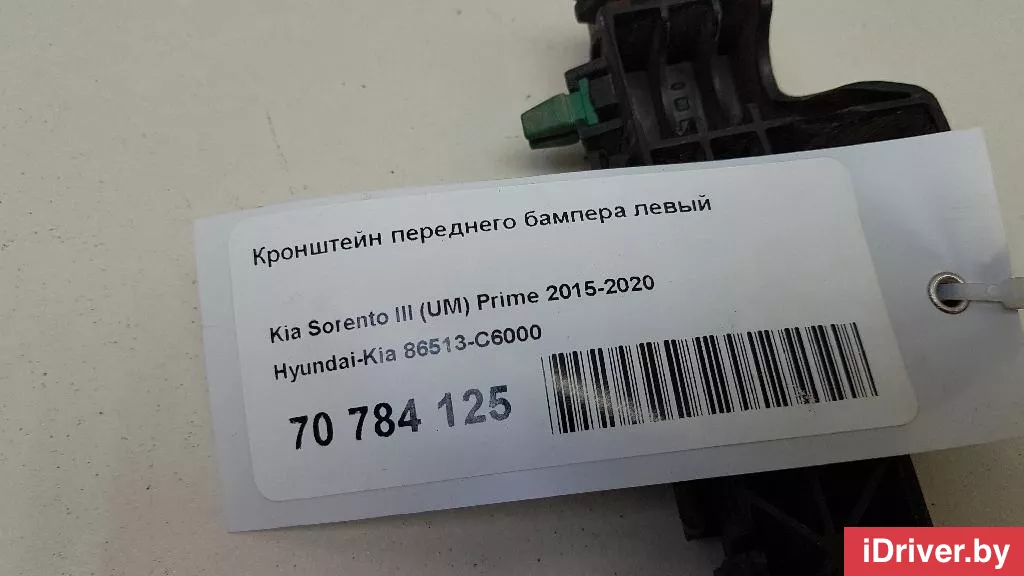 Кронштейн переднего бампера левый
Kia Sorento III (UM) Prime 2015-2020
Hyundai-Kia 86513-C6000
70 784 125
iDriver.by